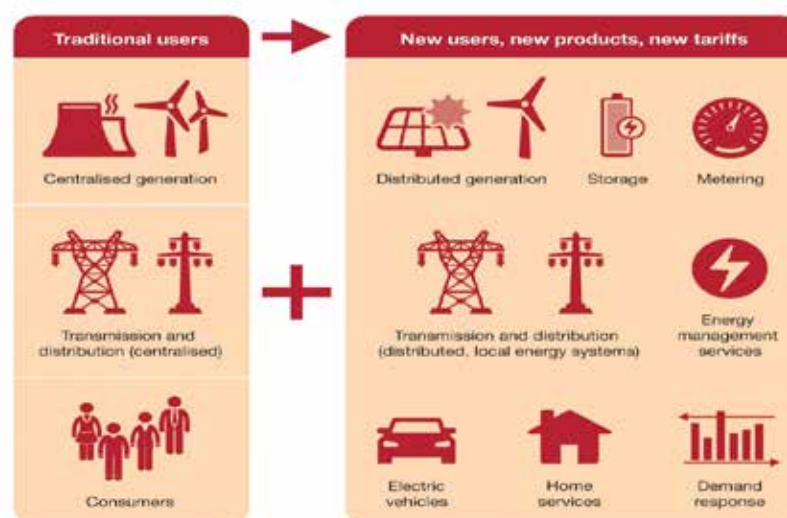 Traditional users
New users, new products, new tariffs
Centralised generation
Distributed generation
Storage
Metering
Transmission and
distribution (centralised)
Transmission and distribution
(distributed, local energy systems)
Energy
management
services
Consumers
Electric
vehicles
Home
services
Demand
response